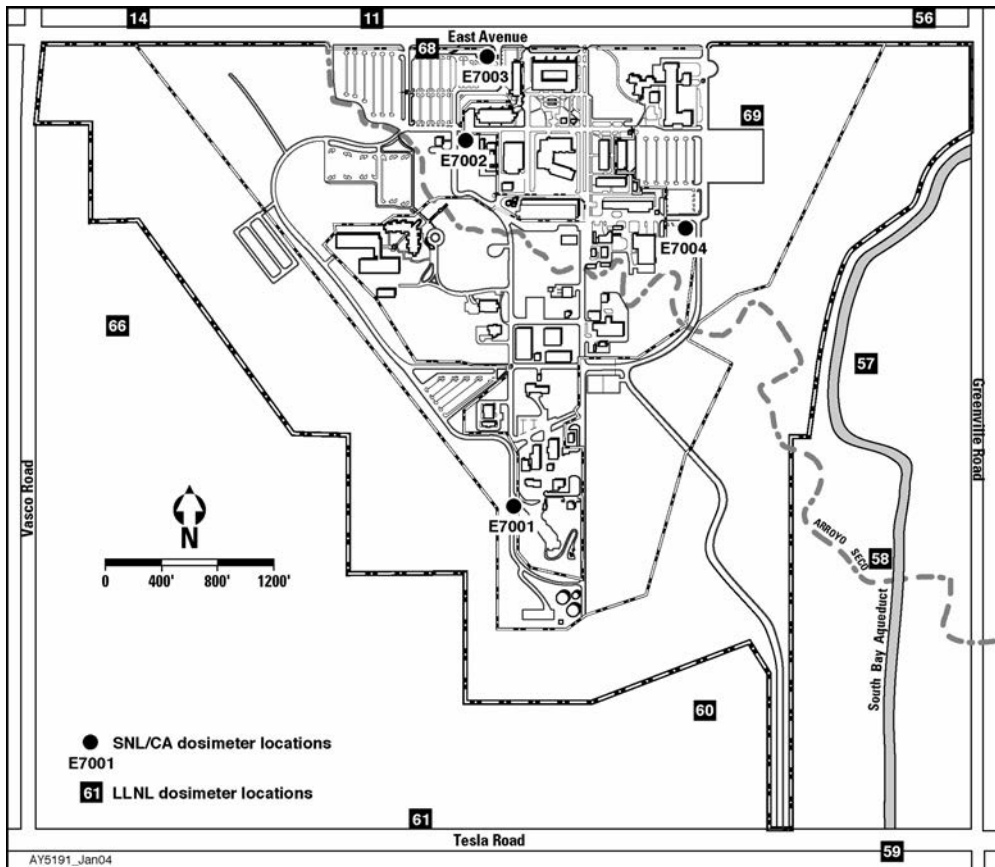 14
11
56
East Avenue
68
E7003
69
E7002
E7004
66
57
Vasco Road
Greenville Road
E7001
N
0 400' 800' 1200'
ARROYO SECO
58
South Bay Aqueduct
60
SNL/CA dosimeter locations
E7001
61 LLNL dosimeter locations
61
Tesla Road
59
AY5191_Jan04